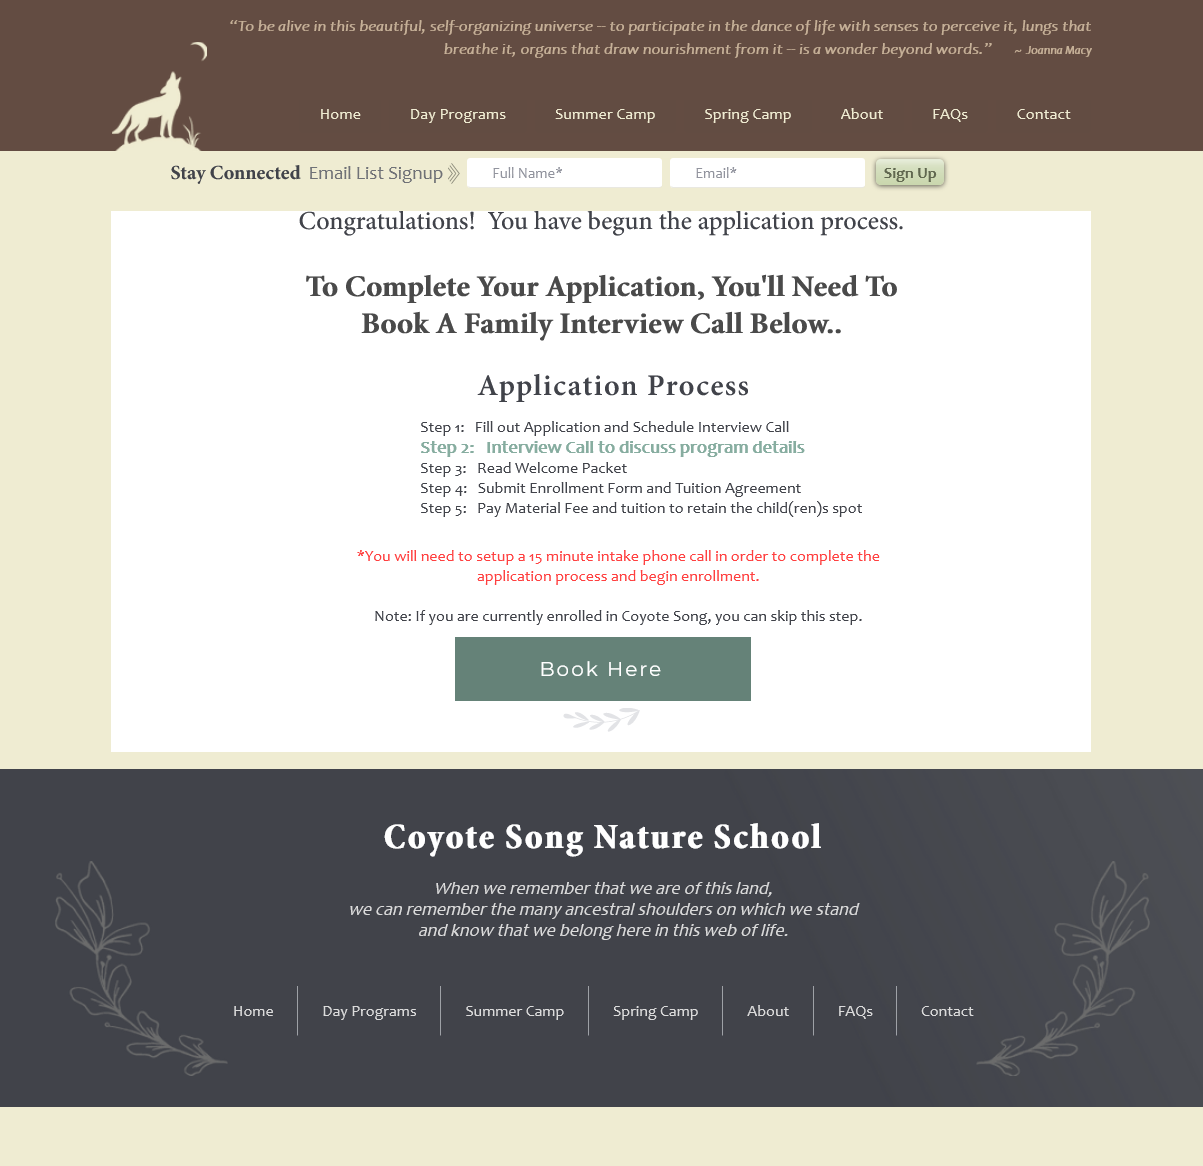 “To be alive in this beautiful, self-organizing universe – to participate in the dance of life with senses to perceive it, lungs that
breathe it, organs that draw nourishment from it – is a wonder beyond words.” ~ Joanna Macy
Home Day Programs Summer Camp Spring Camp About FAQs Contact
Stay Connected Email List Signup Full Name* Email* Sign Up
Congratulations! You have begun the application process.
To Complete Your Application, You'll Need To
Book A Family Interview Call Below..
Application Process
Step 1: Fill out Application and Schedule Interview Call
Step 2: Interview Call to discuss program details
Step 3: Read Welcome Packet
Step 4: Submit Enrollment Form and Tuition Agreement
Step 5: Pay Material Fee and tuition to retain the child(ren)s spot
*You will need to setup a 15 minute intake phone call in order to complete the
application process and begin enrollment.
Note: If you are currently enrolled in Coyote Song, you can skip this step.
Book Here
Coyote Song Nature School
When we remember that we are of this land,
we can remember the many ancestral shoulders on which we stand
and know that we belong here in this web of life.
Home Day Programs Summer Camp Spring Camp About FAQs Contact